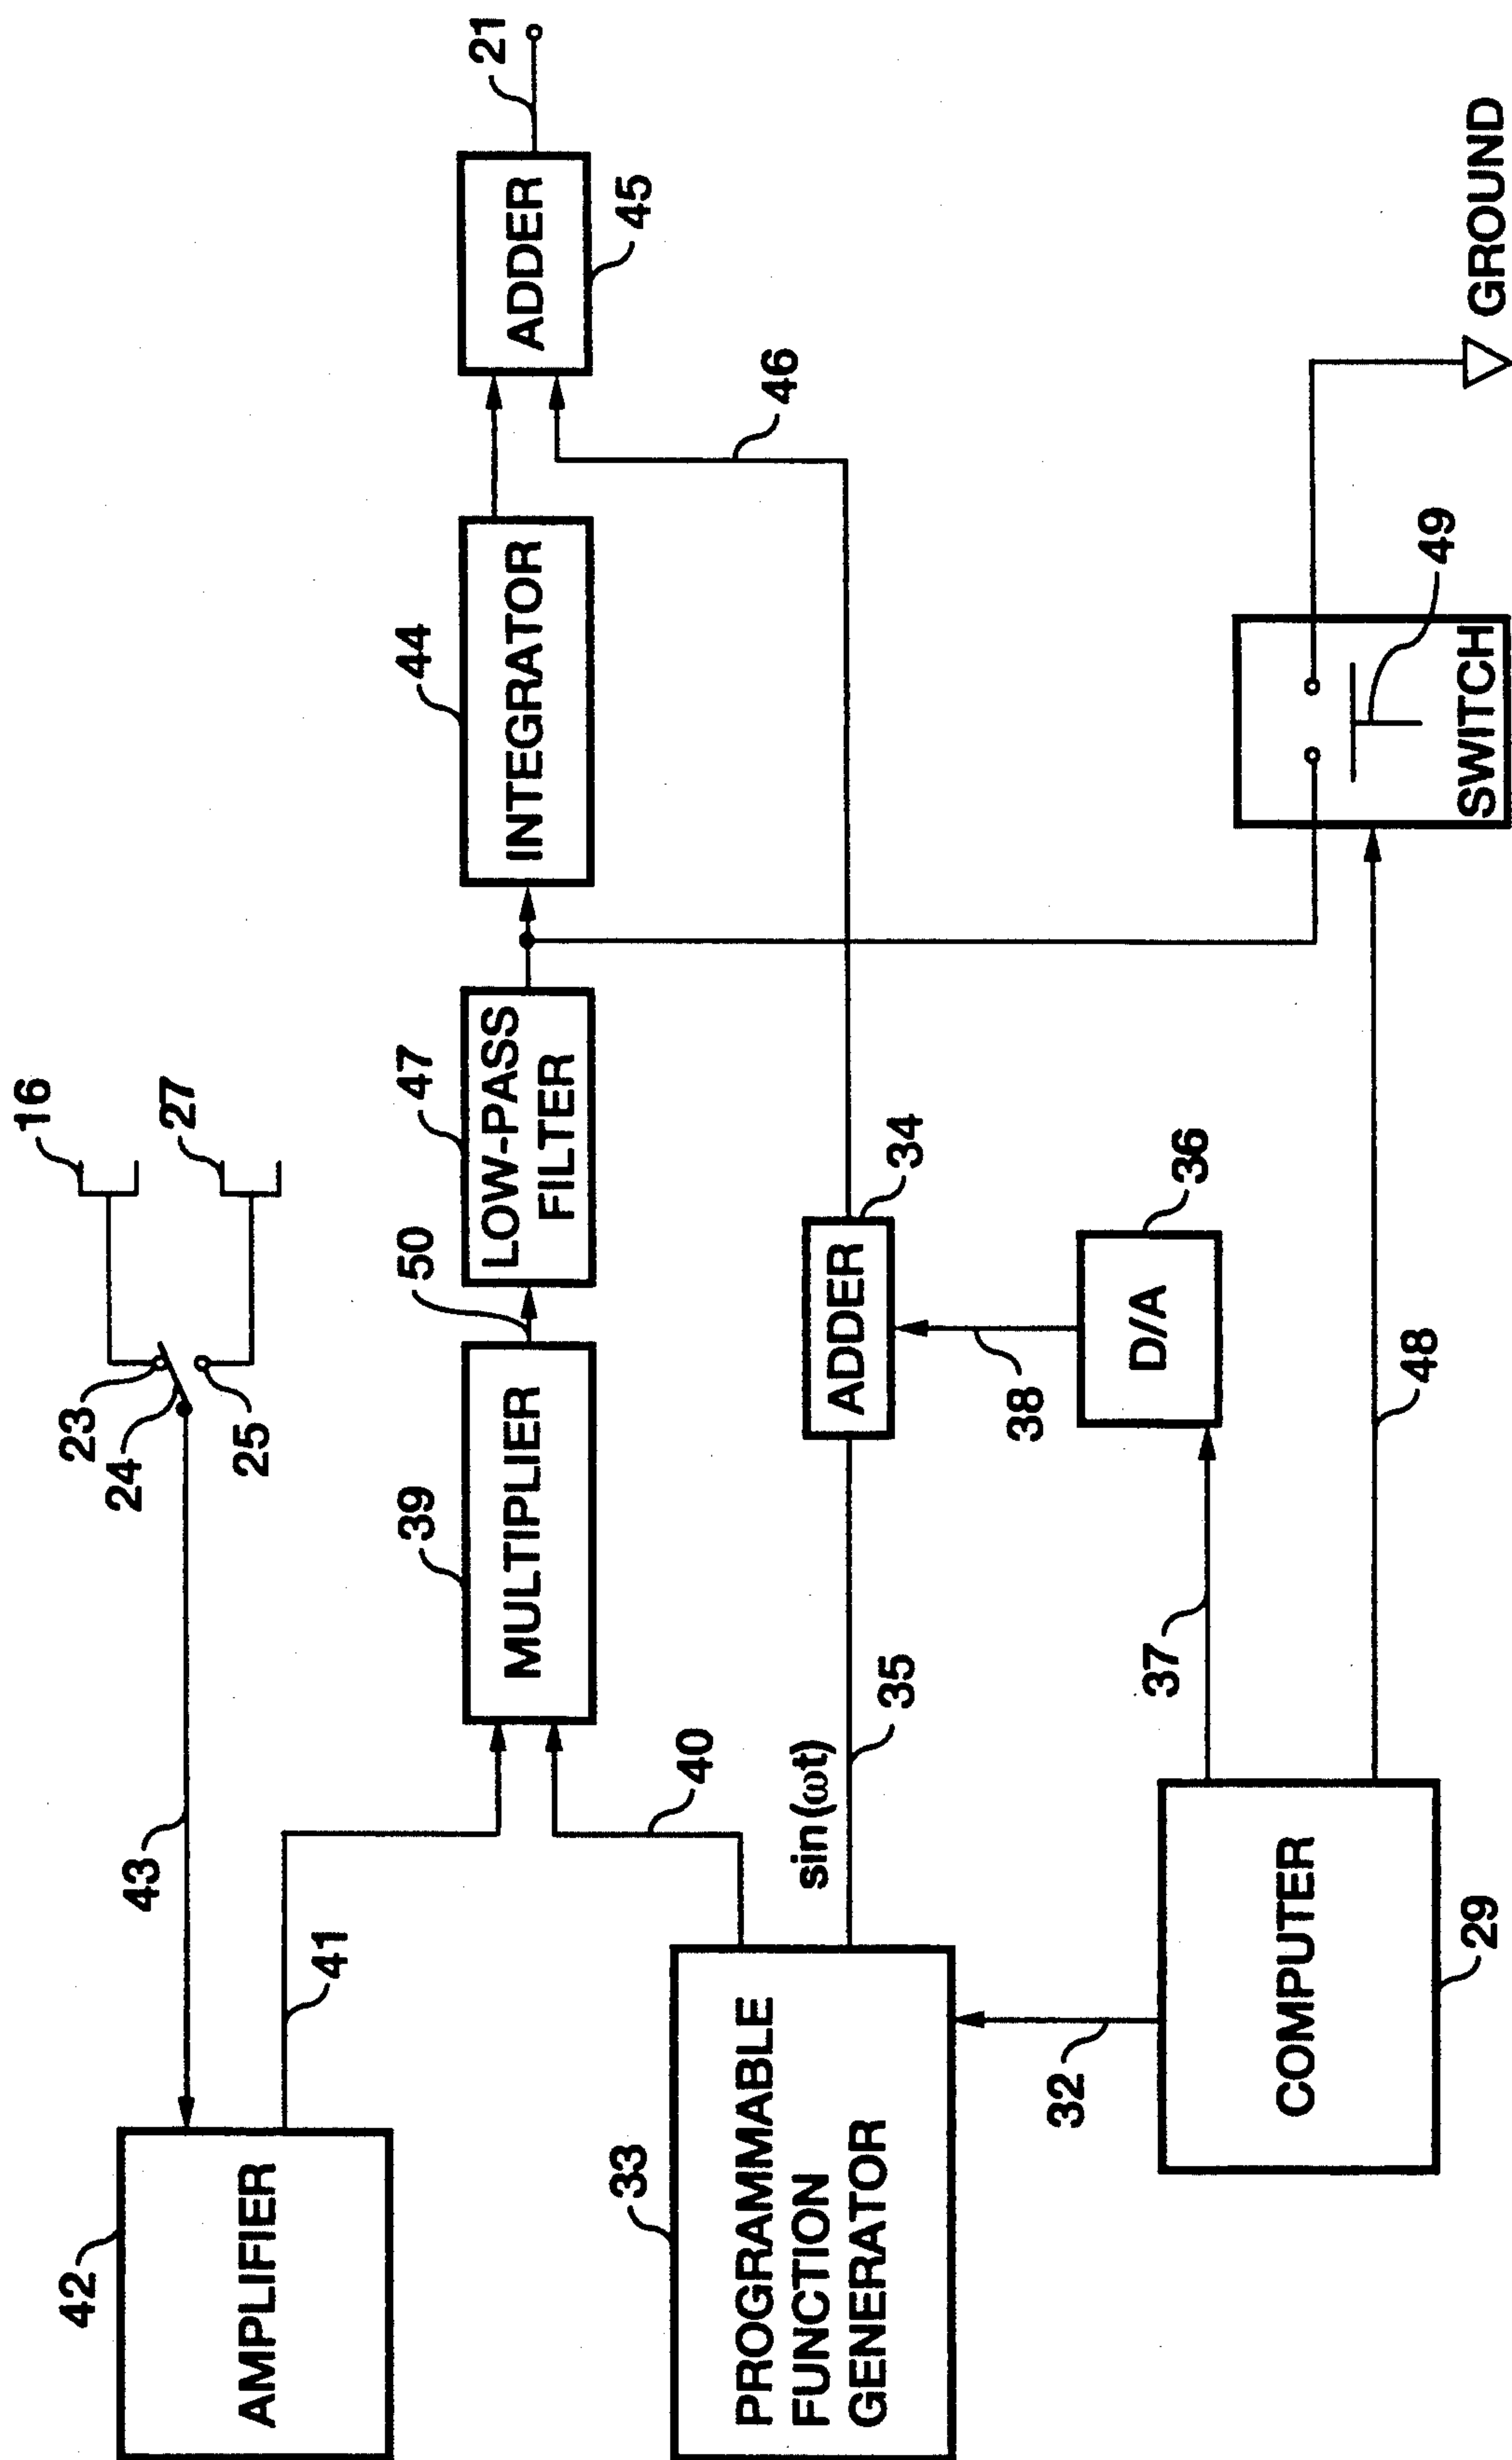 16
27
23
24
25
43
42
AMPLIFIER
41
39
MULTIPLIER
50
47
LOW-PASS
FILTER
44
INTEGRATOR
ADDER
45
21
46
40
33
PROGRAMMABLE
FUNCTION
GENERATOR
sin (ωt)
35
ADDER
34
38
D/A
36
37
32
COMPUTER
29
48
SWITCH
49
GROUND